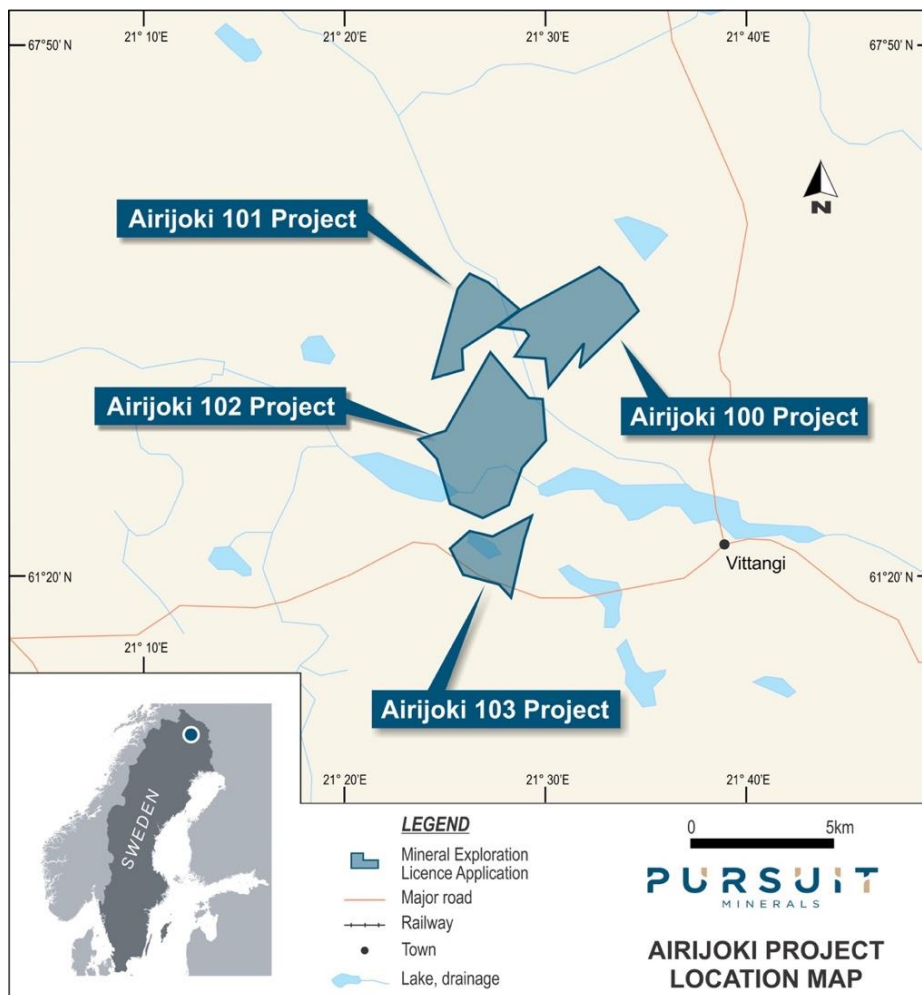 21° 10'E
21° 20'E
21° 30'E
21° 40'E
67°50' N
67°50' N
N
Airijoki 101 Project
Airijoki 102 Project
Airijoki 100 Project
Vittangi
61°20' N
61°20' N
21° 10'E
Airijoki 103 Project
21° 20'E
21° 30'E
21° 40'E
SWEDEN
LEGEND
Mineral Exploration
Licence Application
Major road
Railway
Town
Lake, drainage
0 5km
PURSUIT
MINERALS
AIRIJOKI PROJECT
LOCATION MAP